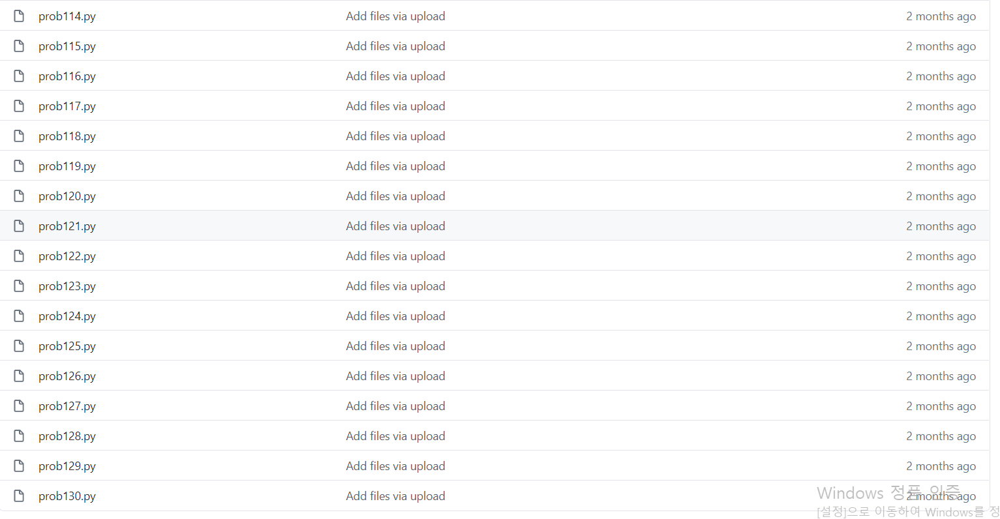 prob114.py Add files via upload 2 months ago
prob115.py Add files via upload 2 months ago
prob116.py Add files via upload 2 months ago
prob117.py Add files via upload 2 months ago
prob118.py Add files via upload 2 months ago
prob119.py Add files via upload 2 months ago
prob120.py Add files via upload 2 months ago
prob121.py Add files via upload 2 months ago
prob122.py Add files via upload 2 months ago
prob123.py Add files via upload 2 months ago
prob124.py Add files via upload 2 months ago
prob125.py Add files via upload 2 months ago
prob126.py Add files via upload 2 months ago
prob127.py Add files via upload 2 months ago
prob128.py Add files via upload 2 months ago
prob129.py Add files via upload 2 months ago
prob130.py Add files via upload 2 months ago
Windows 정품 인증
[설정]으로 이동하여 Windows를 정